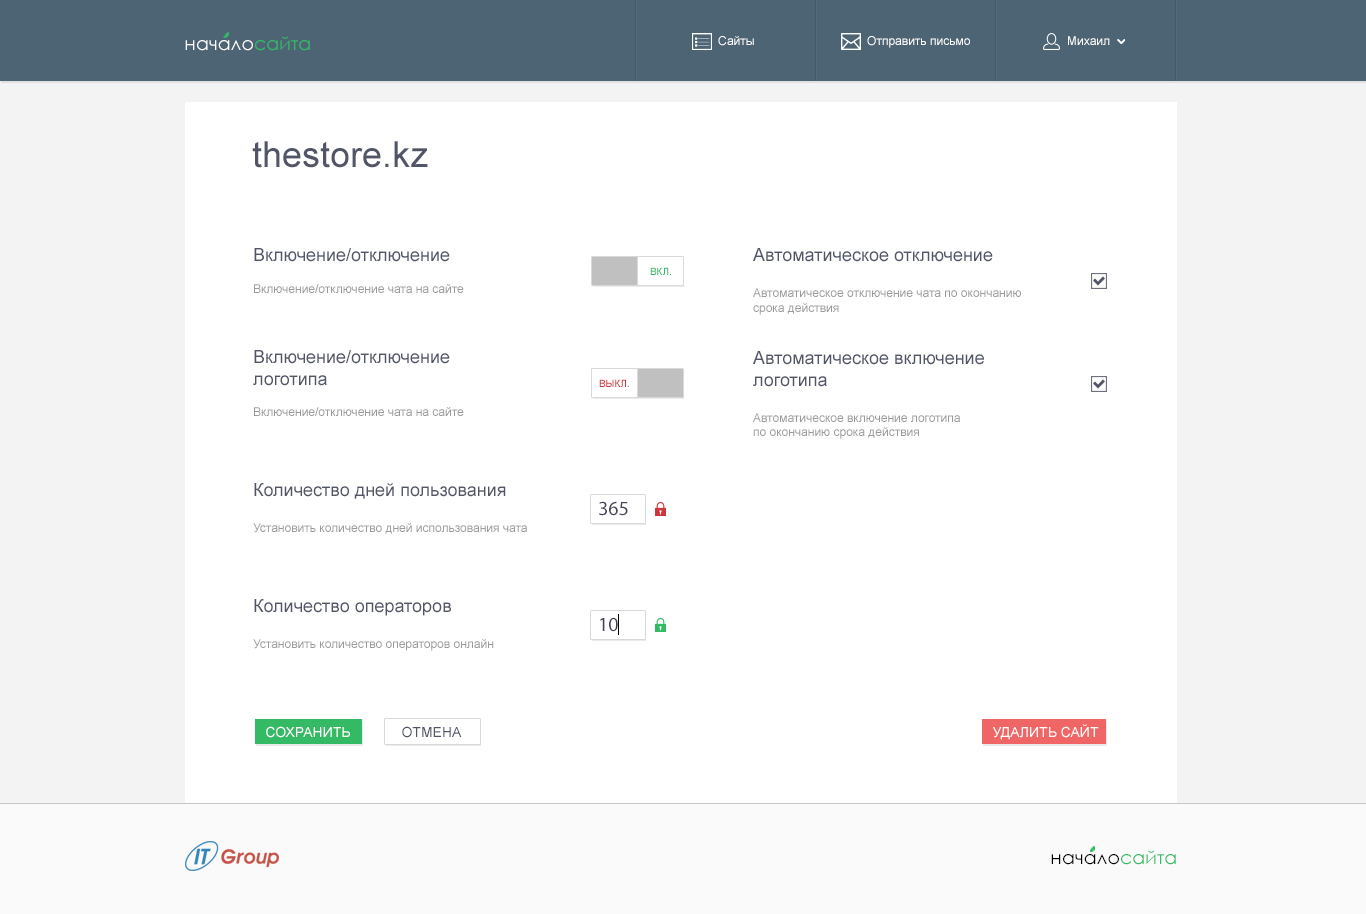 началосайта
Сайты
Отправить письмо
Михаил
thestore.kz
Включение/отключение
Включение/отключение чата на сайте
ВКЛ.
Автоматическое отключение
Автоматическое отключение чата по окончанию
срока действия
Включение/отключение
логотипа
Включение/отключение чата на сайте
ВЫКЛ.
Автоматическое включение
логотипа
Автоматическое включение логотипа
по окончанию срока действия
Количество дней пользования
Установить количество дней использования чата
365
Количество операторов
Установить количество операторов онлайн
10
СОХРАНИТЬ
ОТМЕНА
УДАЛИТЬ САЙТ
IT Group
началосайта